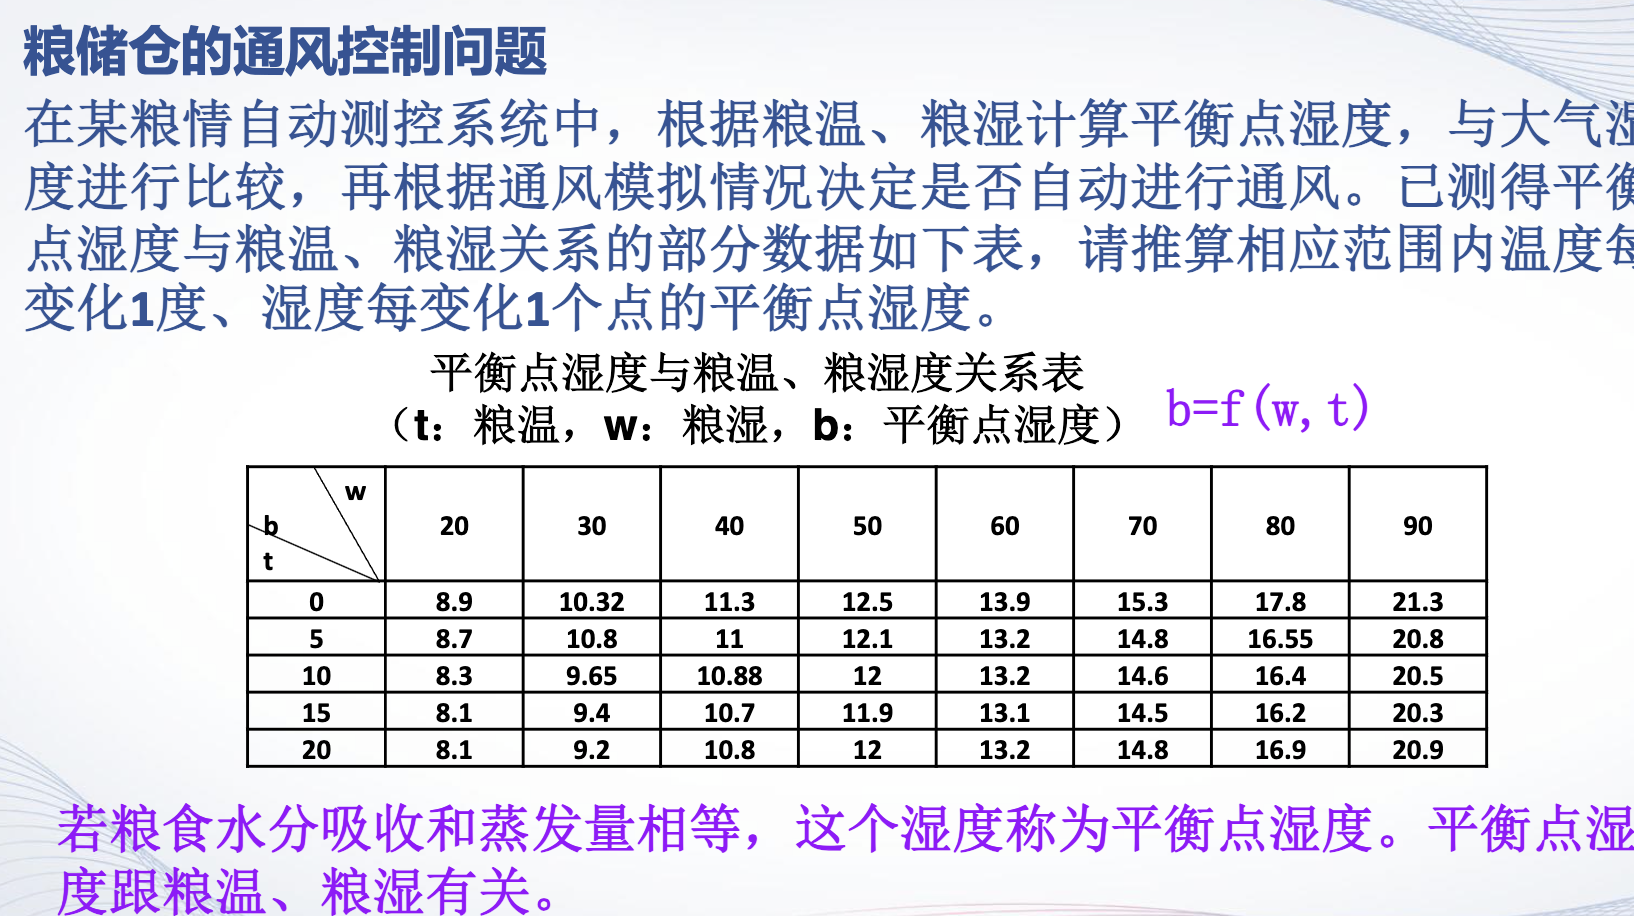 粮储仓的通风控制问题
在某粮情自动测控系统中，根据粮温、粮湿计算平衡点湿度，与大气湿
度进行比较，再根据通风模拟情况决定是否自动进行通风。已测得平衡
点湿度与粮温、粮湿关系的部分数据如下表，请推算相应范围内温度每
变化1度、湿度每变化1个点的平衡点湿度。
平衡点湿度与粮温、粮湿度关系表
（t：粮温，w：粮湿，b：平衡点湿度） b=f(w,t)
w
b
t
20 30 40 50 60 70 80 90
0 8.9 10.32 11.3 12.5 13.9 15.3 17.8 21.3
5 8.7 10.8 11 12.1 13.2 14.8 16.55 20.8
10 8.3 9.65 10.88 12 13.2 14.6 16.4 20.5
15 8.1 9.4 10.7 11.9 13.1 14.5 16.2 20.3
20 8.1 9.2 10.8 12 13.2 14.8 16.9 20.9
若粮食水分吸收和蒸发量相等，这个湿度称为平衡点湿度。平衡点湿
度跟粮温、粮湿有关。